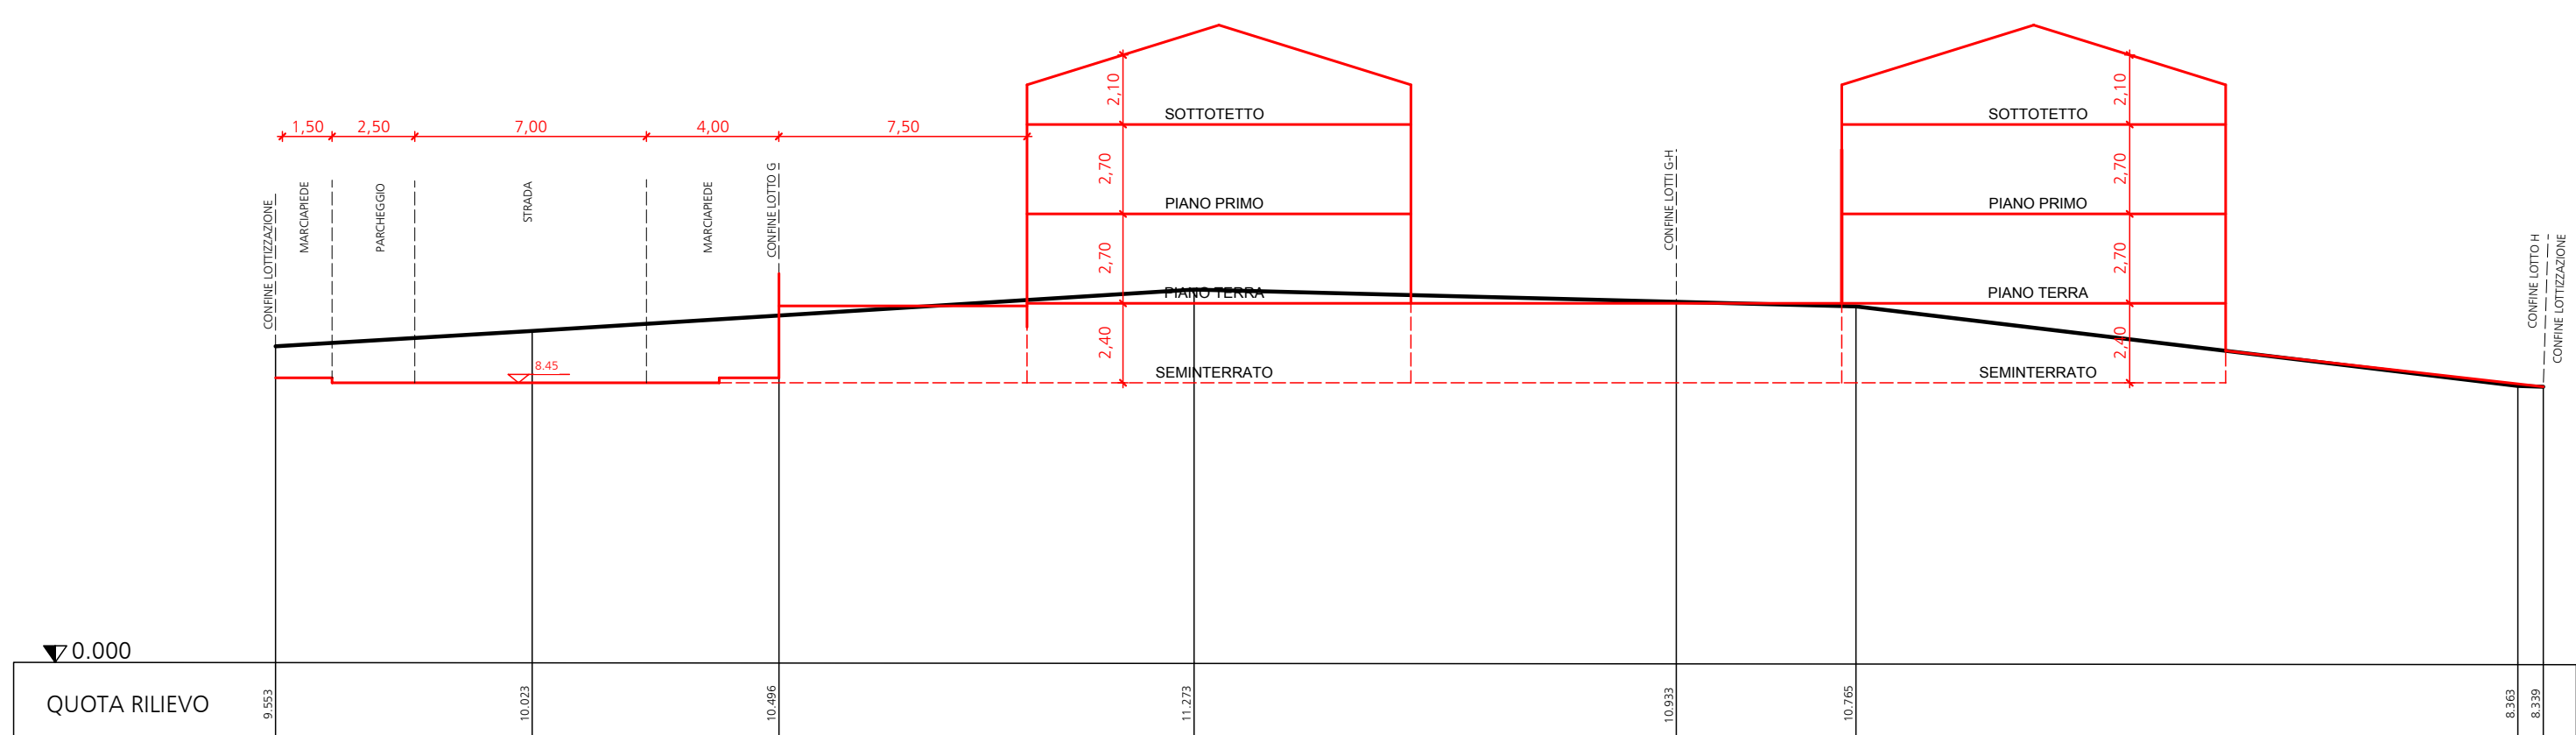 2,10
2,10
SOTTOTETTO
SOTTOTETTO
1,50 2,50 7,00 4,00 7,50
2,70
2,70
CONFINE LOTTIZZAZIONE
MARCIAPIEDE
PARCHEGGIO
STRADA
MARCIAPIEDE
CONFINE LOTTO G
PIANO PRIMO
CONFINE LOTTI G-H
PIANO PRIMO
2,70
2,70
CONFINE LOTTO H
CONFINE LOTTIZZAZIONE
PIANO TERRA
PIANO TERRA
2,40
2,40
8.45
SEMINTERRATO
SEMINTERRATO
0.000
QUOTA RILIEVO
9.553
10.023
10.496
11.273
10.933
10.765
8.363
8.339